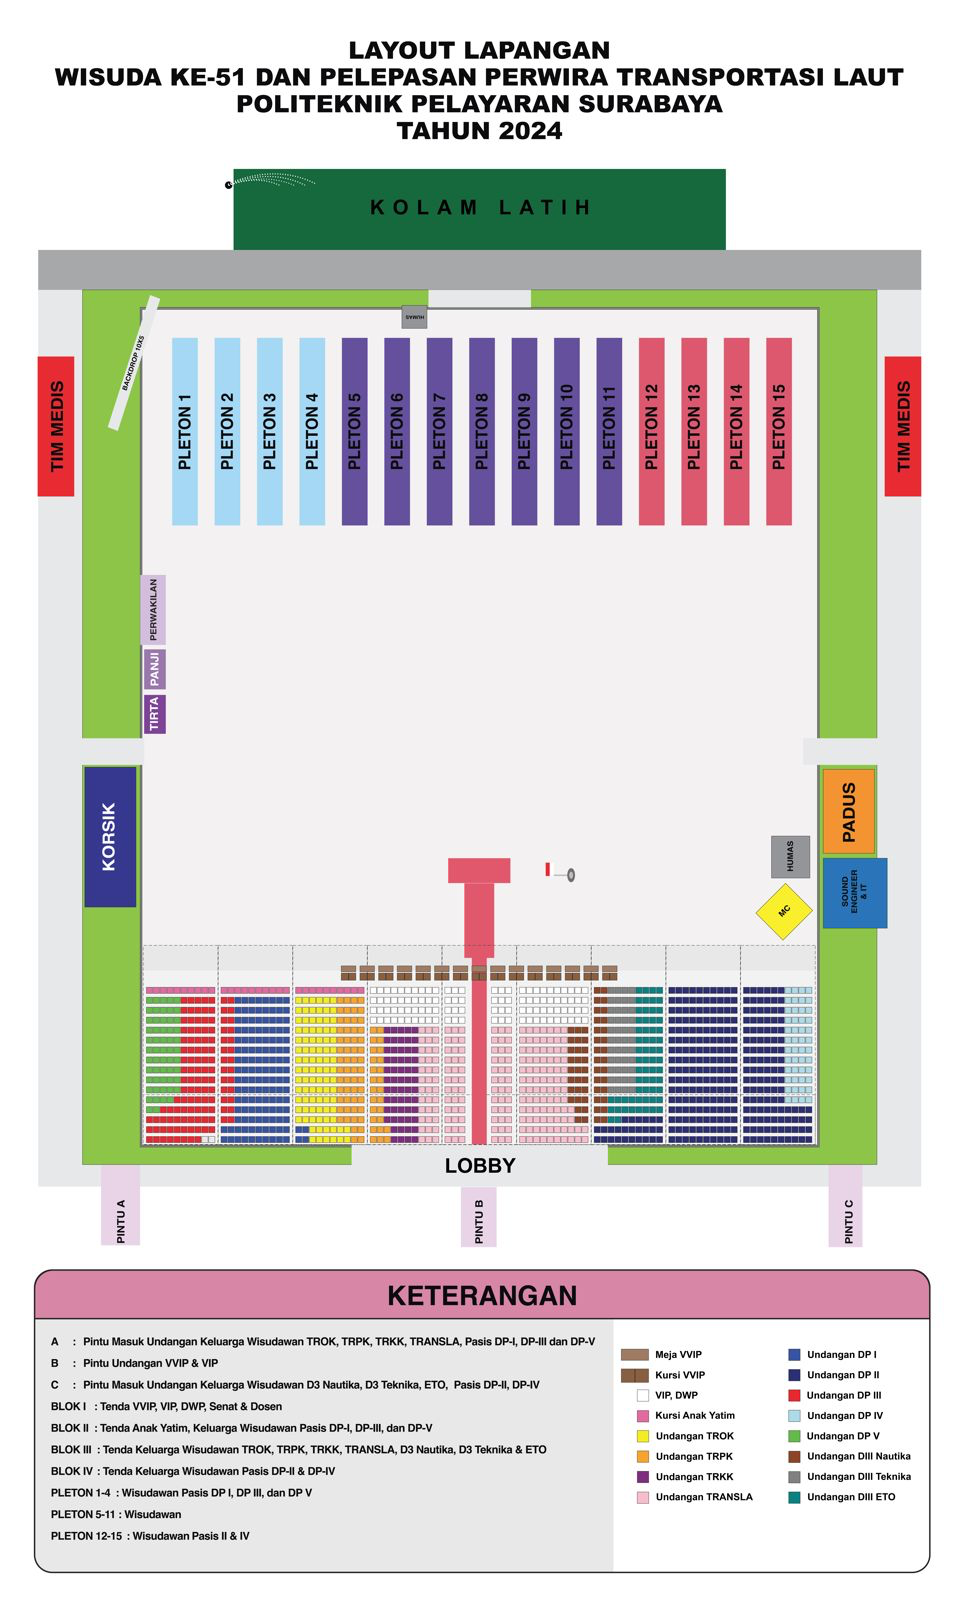 LAYOUT LAPANGAN
WISUDA KE-51 DAN PELEPASAN PERWIRA TRANSPORTASI LAUT
POLITEKNIK PELAYARAN SURABAYA
TAHUN 2024
KOLAM LATIH
HUMAS
BACKDROP 10X5
TIM MEDIS
PLETON 1
PLETON 2
PLETON 3
PLETON 4
PLETON 5
PLETON 6
PLETON 7
PLETON 8
PLETON 9
PLETON 10
PLETON 11
PLETON 12
PLETON 13
PLETON 14
PLETON 15
TIM MEDIS
PERWAKILAN
PANJI
TIRTA
KORSIK
PADUS
HUMAS
SOUND
ENGINEER
& IT
MC
LOBBY
PINTU A
PINTU B
PINTU C
KETERANGAN
A : Pintu Masuk Undangan Keluarga Wisudawan TROK, TRPK, TRKK, TRANSLA, Pasis DP-I, DP-III dan DP-V
B : Pintu Undangan VVIP & VIP
C : Pintu Masuk Undangan Keluarga Wisudawan D3 Nautika, D3 Teknika, ETO, Pasis DP-II, DP-IV
BLOK I : Tenda VVIP, VIP, DWP, Senat & Dosen
BLOK II : Tenda Anak Yatim, Keluarga Wisudawan Pasis DP-I, DP-III, dan DP-V
BLOK III : Tenda Keluarga Wisudawan TROK, TRPK, TRKK, TRANSLA, D3 Nautika, D3 Teknika & ETO
BLOK IV : Tenda Keluarga Wisudawan Pasis DP-II & DP-IV
PLETON 1-4 : Wisudawan Pasis DP I, DP III, dan DP V
PLETON 5-11 : Wisudawan
PLETON 12-15 : Wisudawan Pasis II & IV
Meja VVIP
Kursi VVIP
VIP, DWP
Kursi Anak Yatim
Undangan TROK
Undangan TRPK
Undangan TRKK
Undangan TRANSLA
Undangan DP I
Undangan DP II
Undangan DP III
Undangan DP IV
Undangan DP V
Undangan DIII Nautika
Undangan DIII Teknika
Undangan DIII ETO